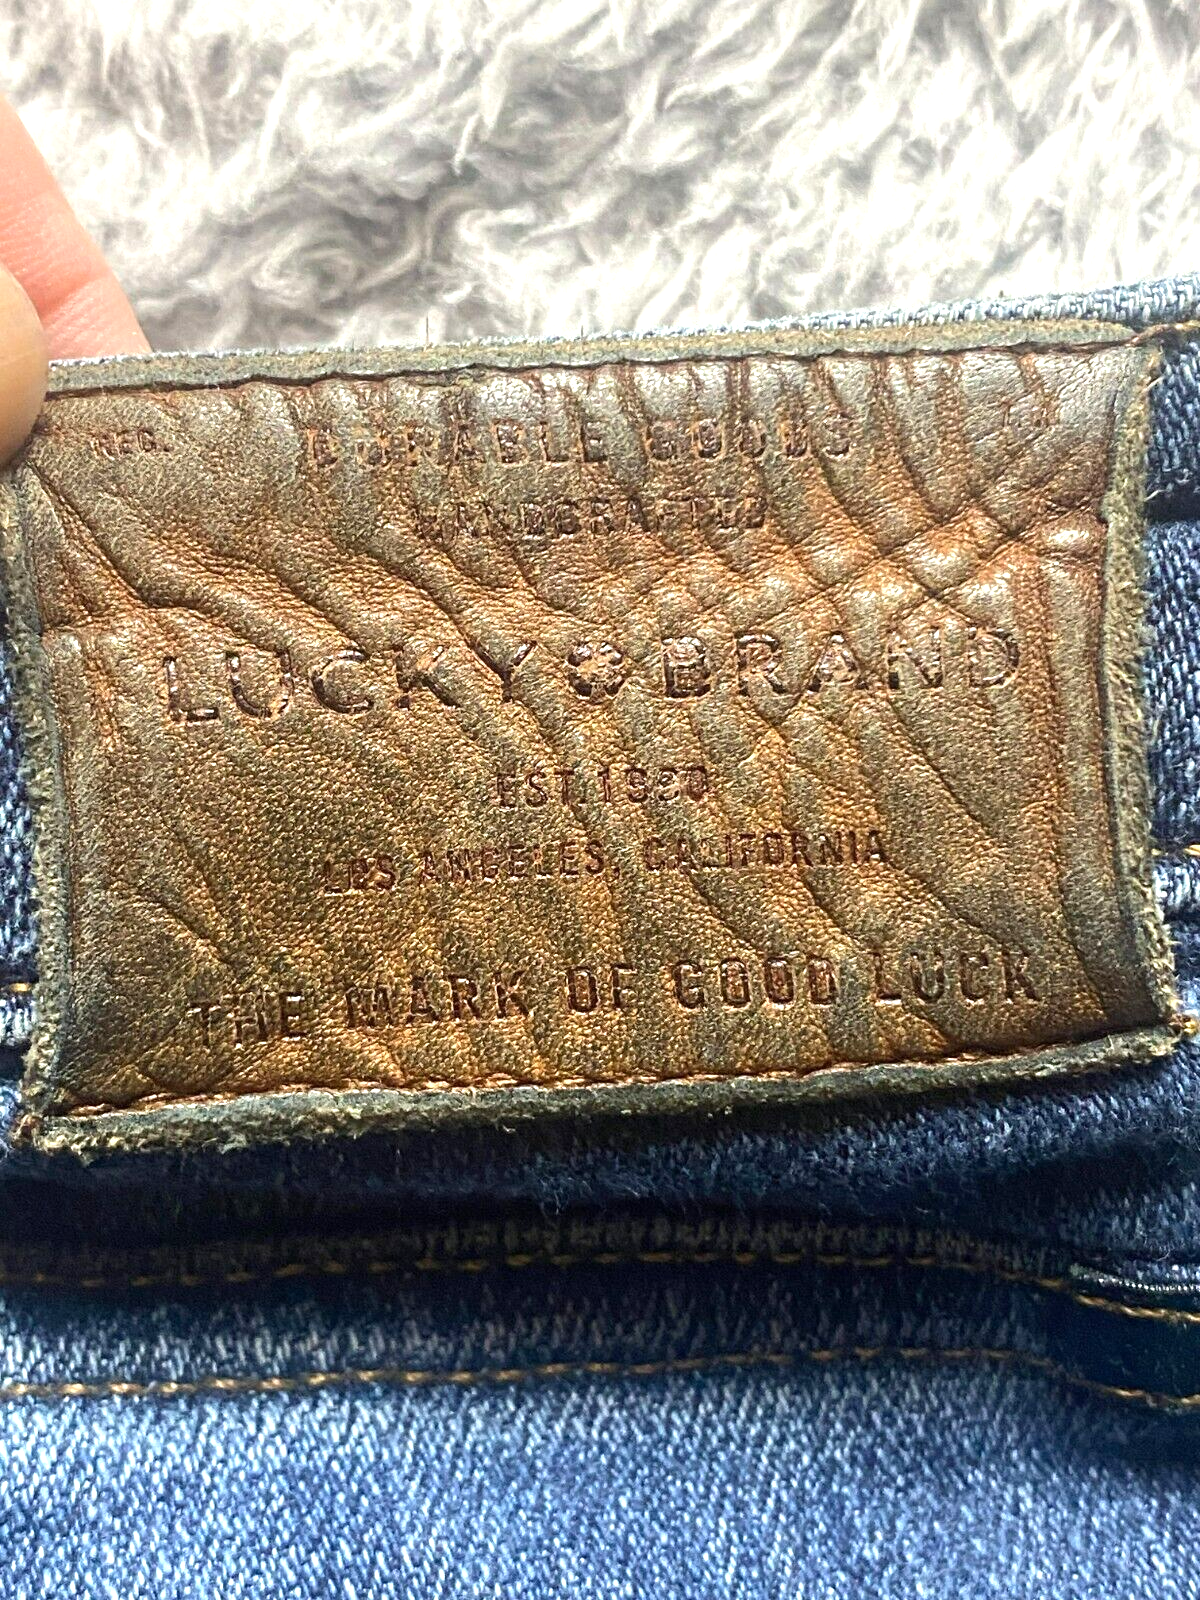 REG. DURABLE GOODS
HANDCRAFTED
LUCKY BRAND
EST. 1990
LOS ANGELES, CALIFORNIA
THE MARK OF GOOD LUCK